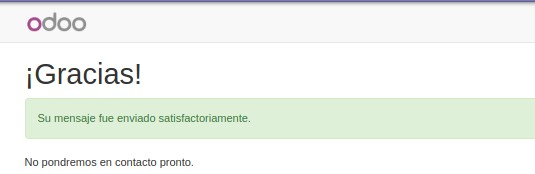 odoo
¡Gracias!
Su mensaje fue enviado satisfactoriamente.
No pondremos en contacto pronto.